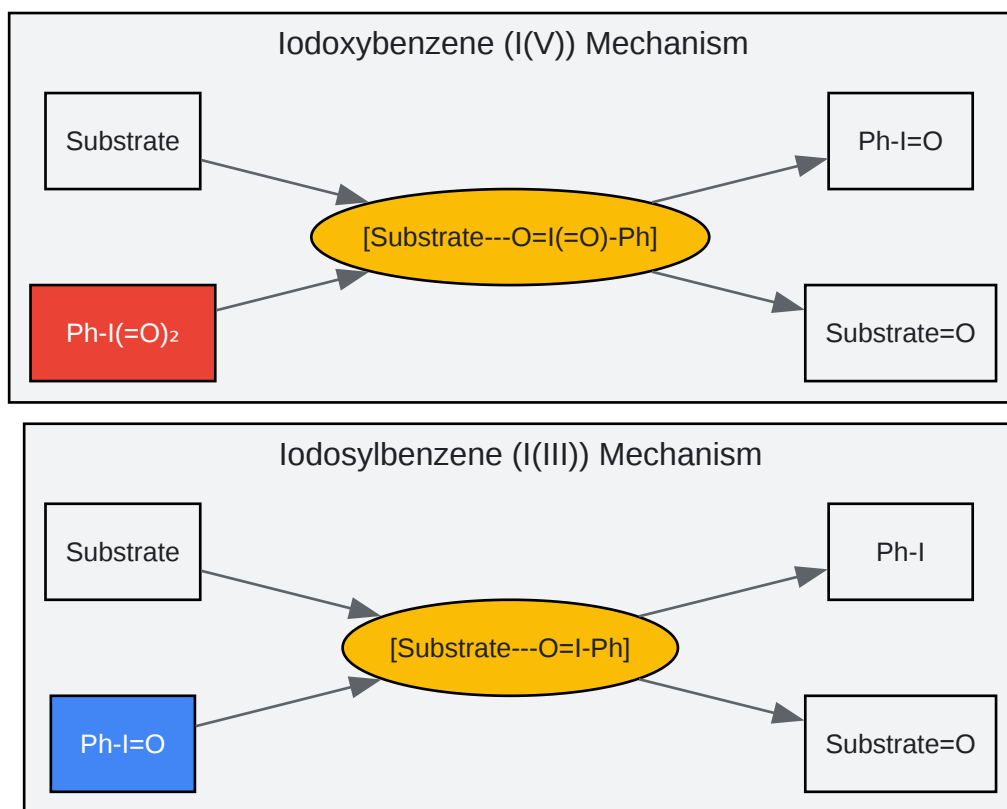 Iodoxybenzene (I(V)) Mechanism
Substrate
Ph-I=O
[Substrate---O=I(=O)-Ph]
Ph-I(=O)₂
Substrate=O
Iodosylbenzene (I(III)) Mechanism
Substrate
Ph-I
[Substrate---O=I-Ph]
Ph-I=O
Substrate=O